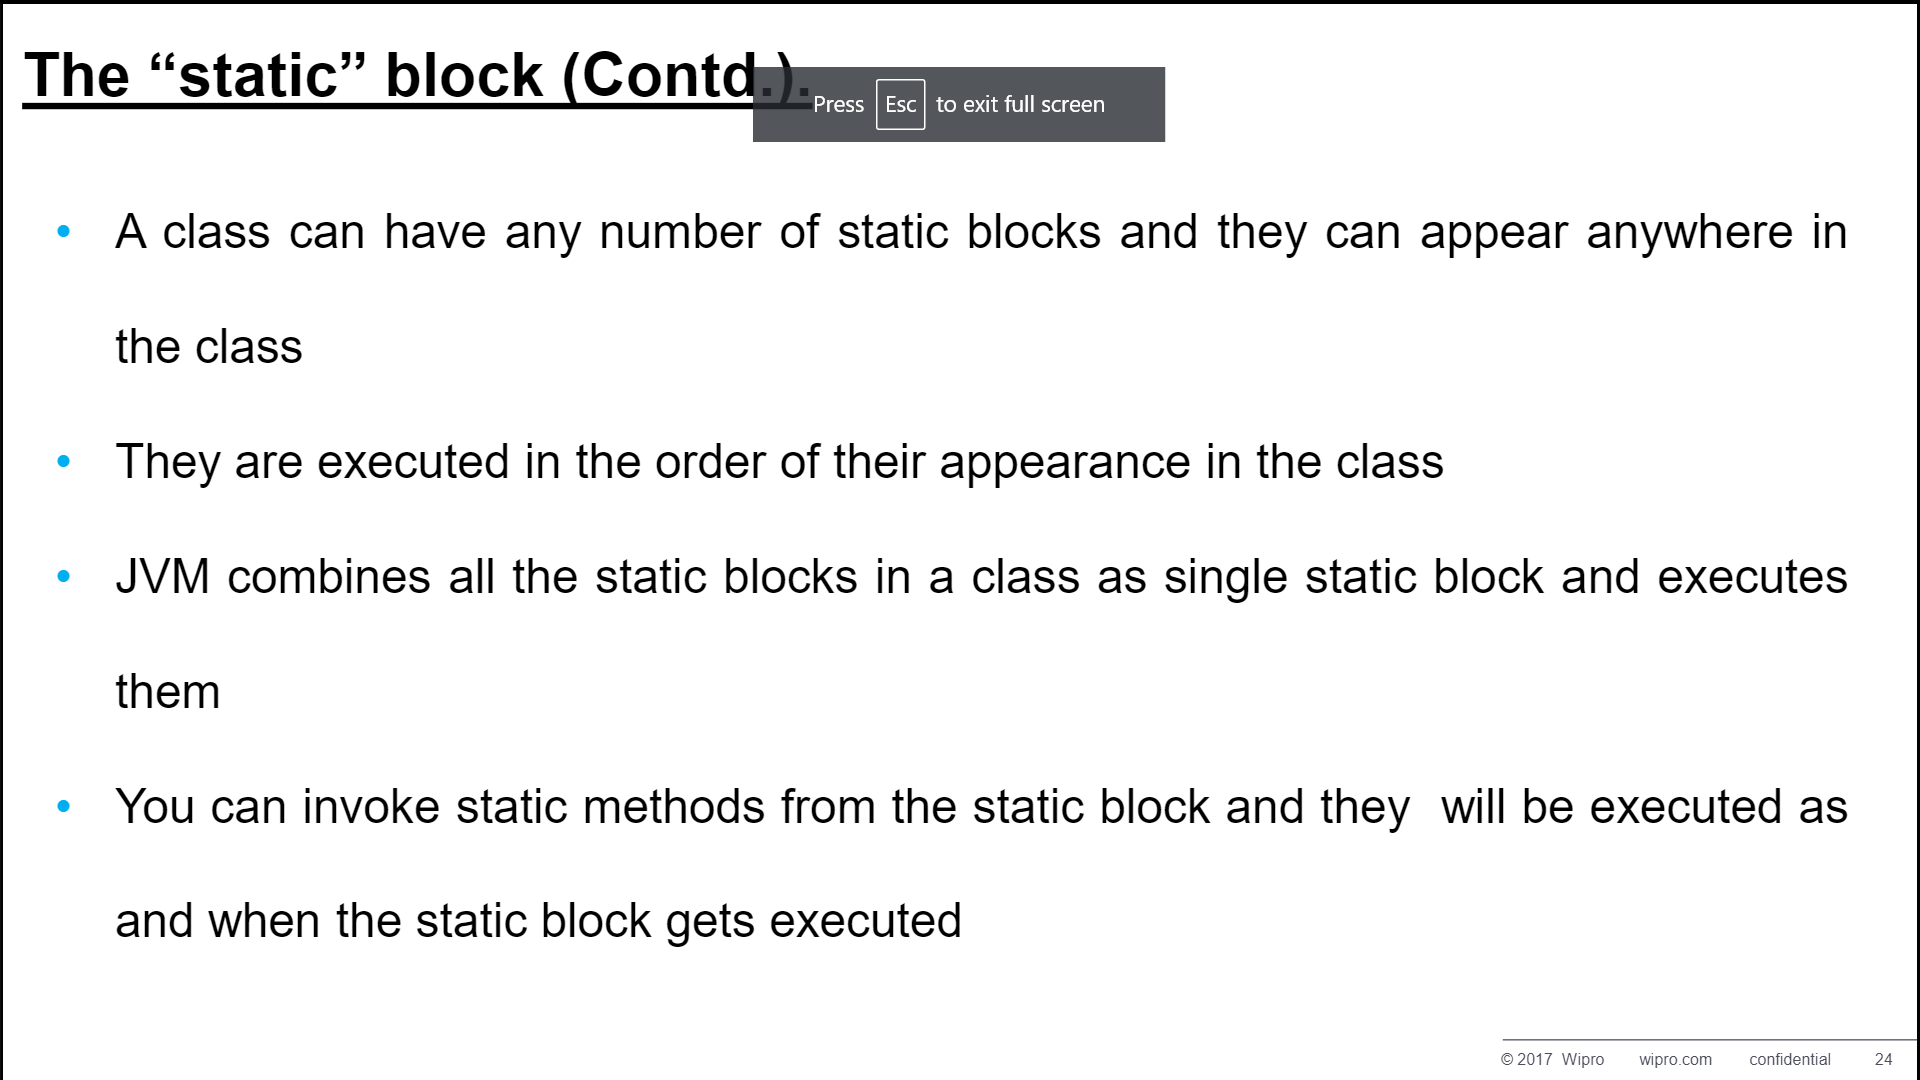 The “static” block (Contd.).
Press Esc to exit full screen
• A class can have any number of static blocks and they can appear anywhere in
the class
• They are executed in the order of their appearance in the class
• JVM combines all the static blocks in a class as single static block and executes
them
• You can invoke static methods from the static block and they  will be executed as
and when the static block gets executed
© 2017 Wipro wipro.com confidential 24